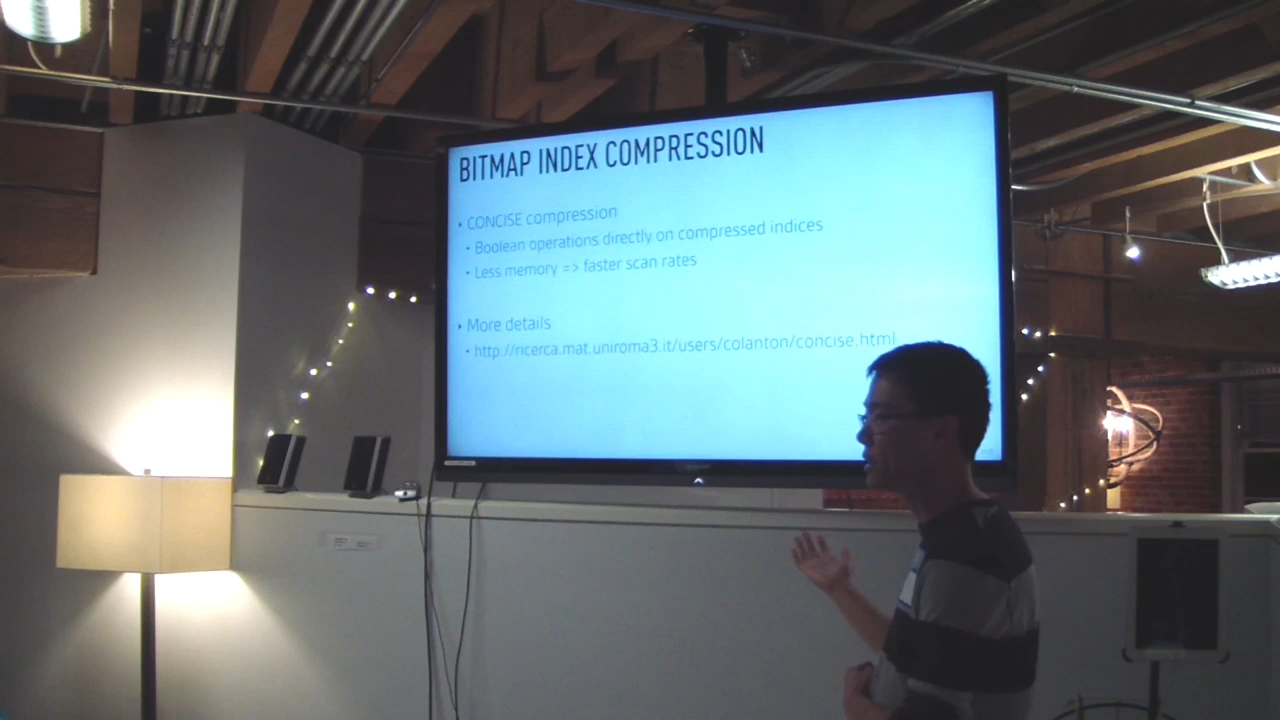 BITMAP INDEX COMPRESSION
‣ CONCISE compression
• Boolean operations directly on compressed indices
• Less memory => faster scan rates
‣ More details
• http://ricerca.mat.uniroma3.it/users/colanton/concise.html